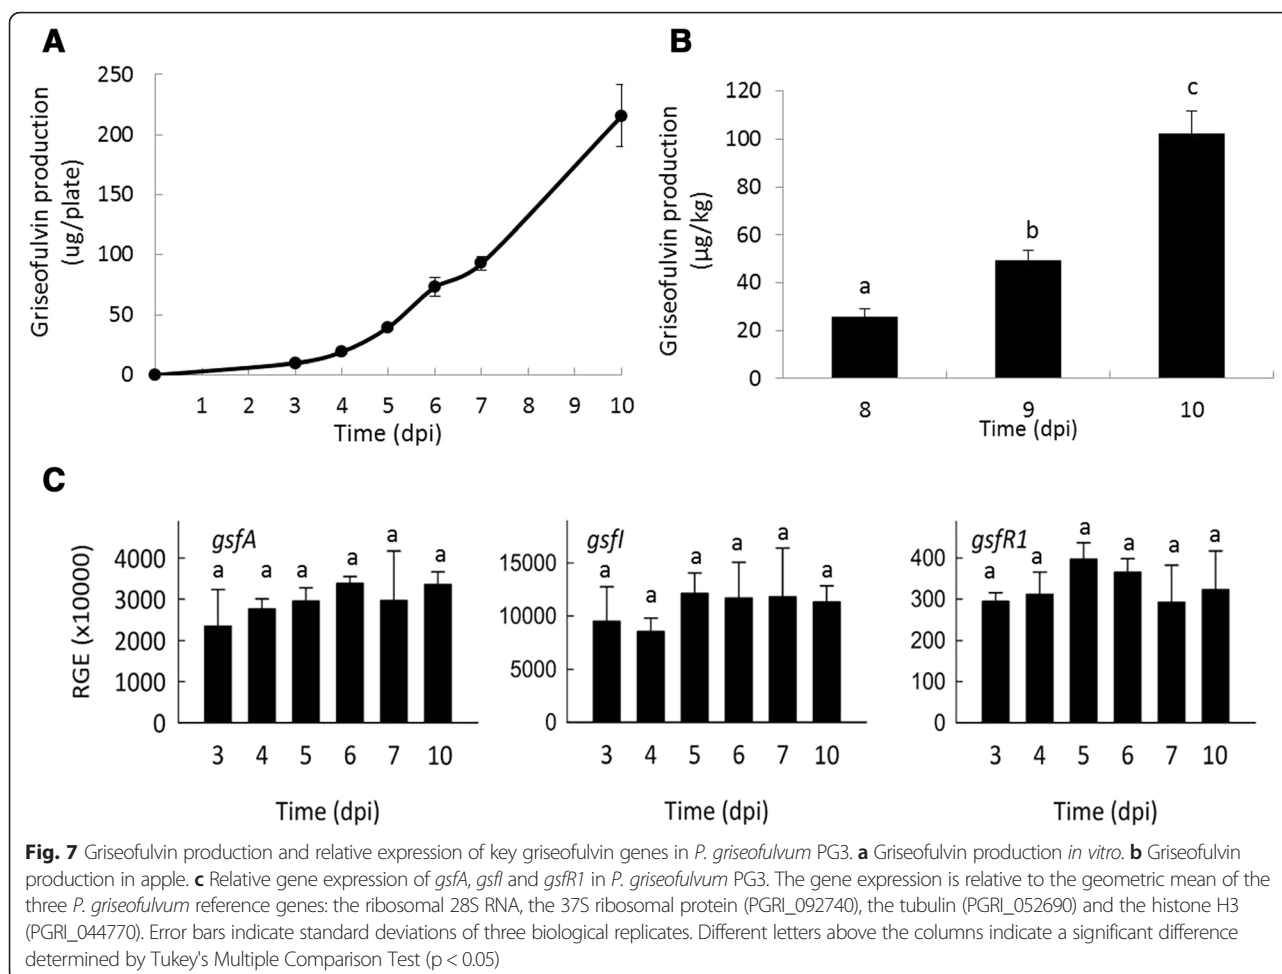 A
Griseofulvin production
(ug/plate)
250
200
150
100
50
0
1 2 3 4 5 6 7 8 9 10
Time (dpi)
B
Griseofulvin production
(µg/kg)
120
100
80
60
40
20
0
a
b
c
8 9 10
Time (dpi)
C
RGE (x10000)
gsfA
4000
3000
2000
1000
0
a a a a a a
3 4 5 6 7 10
Time (dpi)
gsfI
15000
10000
5000
0
a a a a a a
3 4 5 6 7 10
Time (dpi)
gsfR1
400
300
200
100
0
a a a a a a
3 4 5 6 7 10
Time (dpi)
Fig. 7 Griseofulvin production and relative expression of key griseofulvin genes in P. griseofulvum PG3. a Griseofulvin production in vitro. b Griseofulvin
production in apple. c Relative gene expression of gsfA, gsfI and gsfR1 in P. griseofulvum PG3. The gene expression is relative to the geometric mean of the
three P. griseofulvum reference genes: the ribosomal 28S RNA, the 37S ribosomal protein (PGRI_092740), the tubulin (PGRI_052690) and the histone H3
(PGRI_044770). Error bars indicate standard deviations of three biological replicates. Different letters above the columns indicate a significant difference
determined by Tukey's Multiple Comparison Test (p < 0.05)